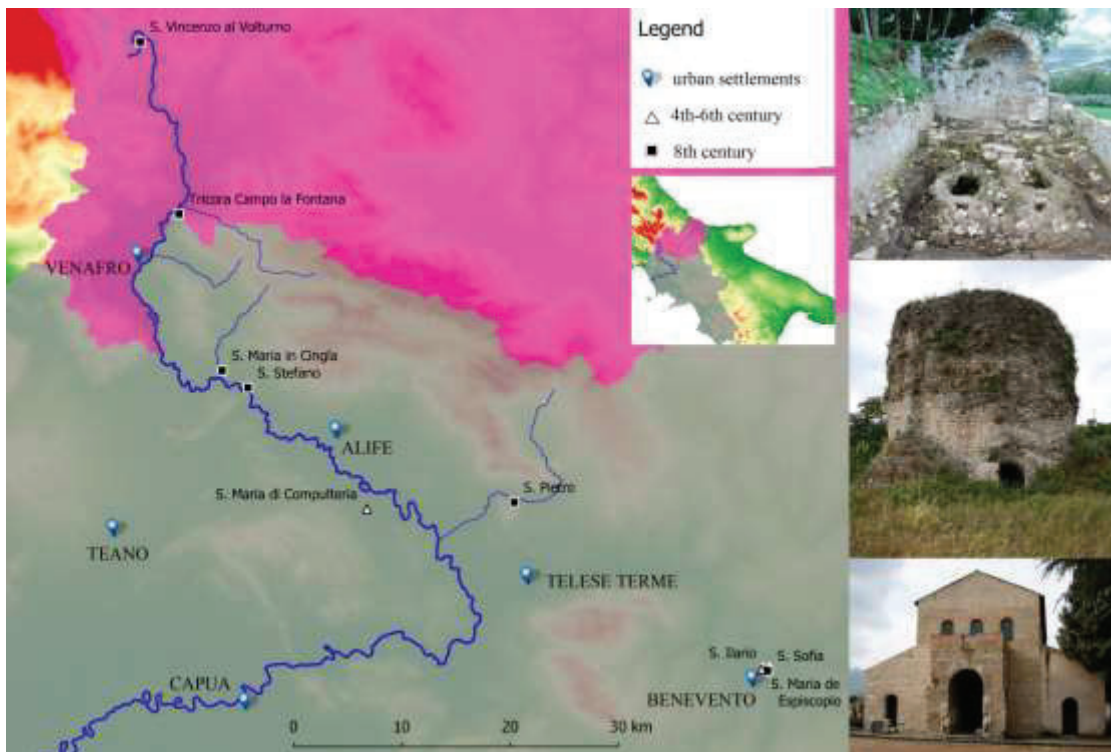 S. Vincenzo al Volturno
Legend
urban settlements
4th-6th century
8th century
Tricora Campo la Fontana
VENAFRO
S. Maria in Cingla
S. Stefano
ALIFE
S. Maria di Compulteria
S. Pietro
TEANO
TELESE TERME
S. Ilario
S. Sofia
CAPUA
BENEVENTO
S. Maria de
Espiscopio
0 10 20 30 km